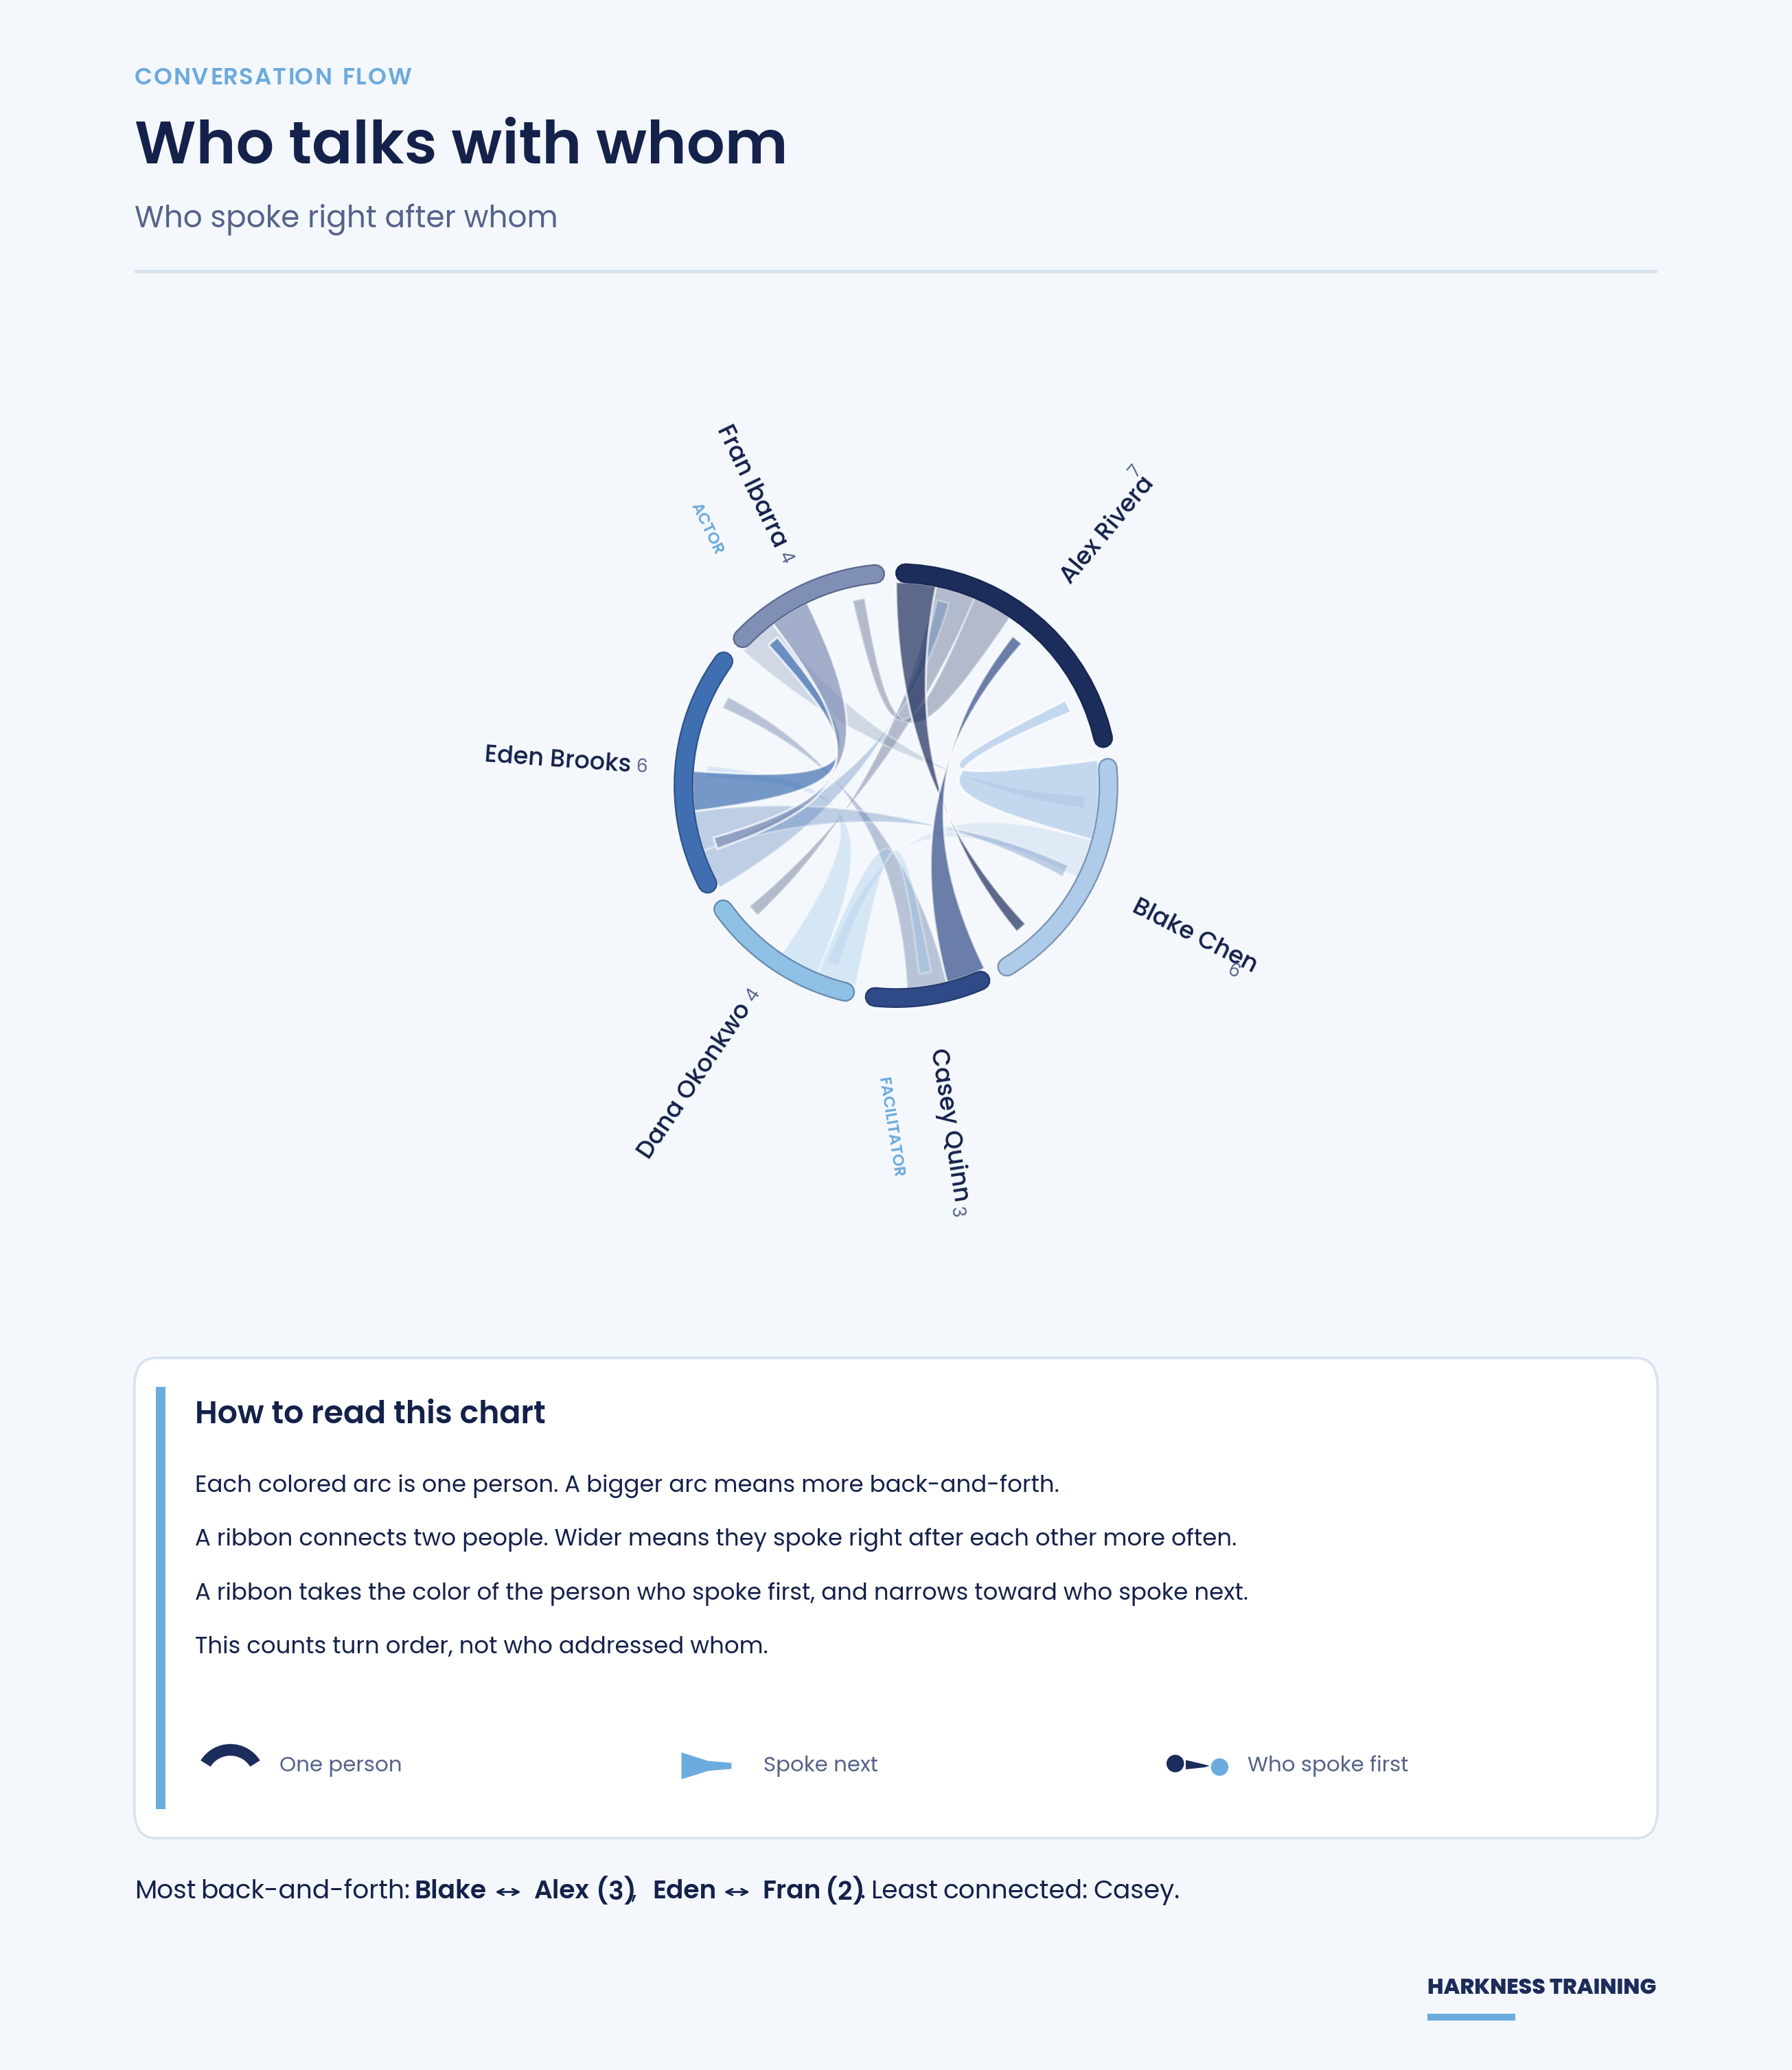 CONVERSATION FLOW
Who talks with whom
Who spoke right after whom
Fran Ibarra 4
ACTOR
Alex Rivera 7
Eden Brooks 6
Blake Chen 6
Dana Okonkwo 4
Casey Quinn 3
FACILITATOR
How to read this chart
Each colored arc is one person. A bigger arc means more back-and-forth.
A ribbon connects two people. Wider means they spoke right after each other more often.
A ribbon takes the color of the person who spoke first, and narrows toward who spoke next.
This counts turn order, not who addressed whom.
One person
Spoke next
Who spoke first
Most back-and-forth: Blake ↔ Alex (3), Eden ↔ Fran (2). Least connected: Casey.
HARKNESS TRAINING